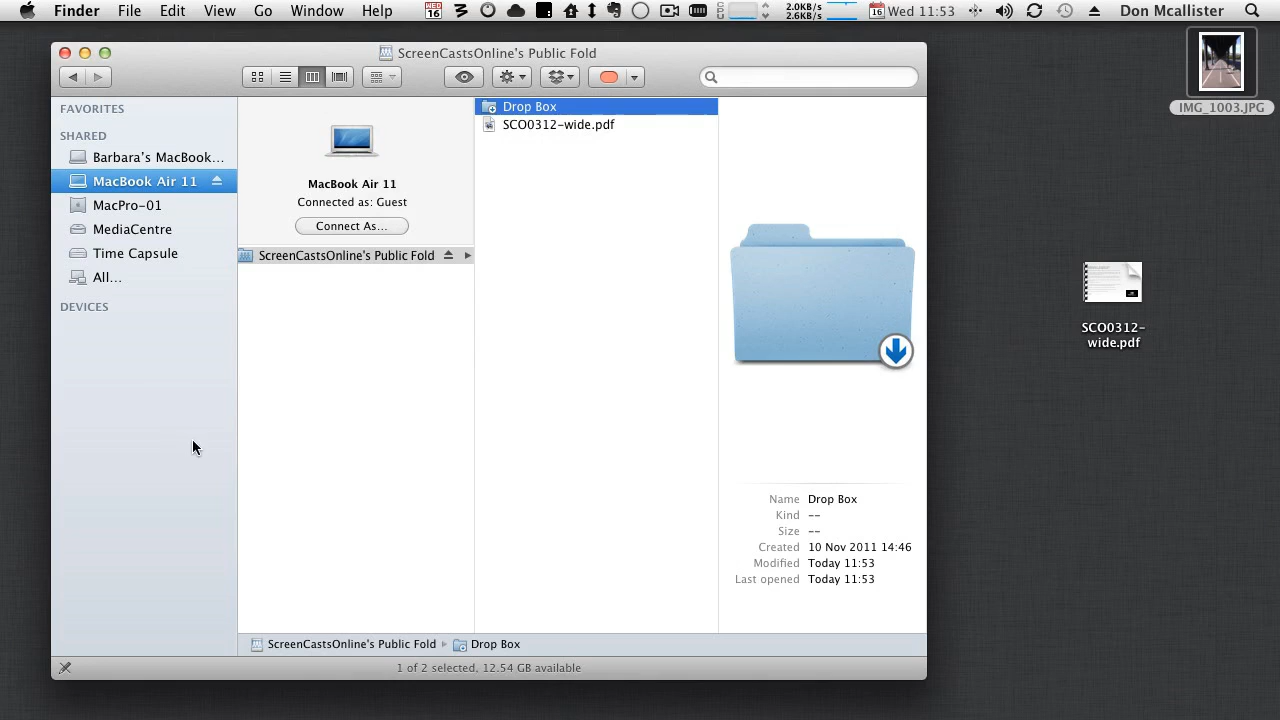 Finder File Edit View Go Window Help
WED
16
2.0KB/s
2.6KB/s
16
Wed 11:53
Don Mcallister
ScreenCastsOnline's Public Fold
FAVORITES
SHARED
Barbara's MacBook...
MacBook Air 11
MacPro-01
MediaCentre
Time Capsule
All...
DEVICES
MacBook Air 11
Connected as: Guest
Connect As...
ScreenCastsOnline's Public Fold
Drop Box
SCO0312-wide.pdf
Name Drop Box
Kind --
Size --
Created 10 Nov 2011 14:46
Modified Today 11:53
Last opened Today 11:53
ScreenCastsOnline's Public Fold
Drop Box
1 of 2 selected, 12.54 GB available
IMG_1003.JPG
SCO0312-
wide.pdf